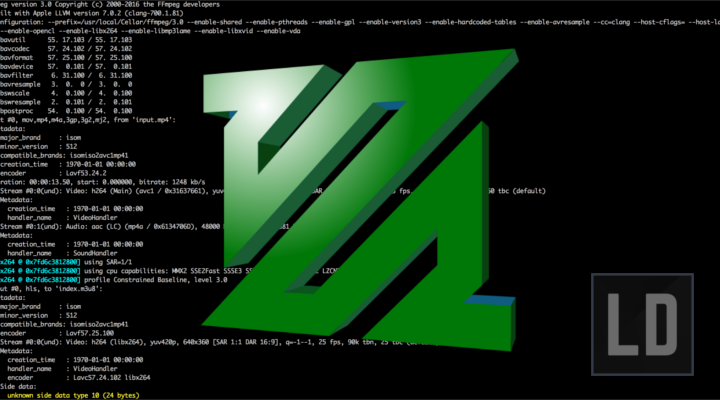 eg version 3.0 Copyright (c) 2000-2016 the FFmpeg developers
ilt with Apple LLVM version 7.0.2 (clang-700.1.81)
nfiguration: --prefix=/usr/local/Cellar/ffmpeg/3.0 --enable-shared --enable-pthreads --enable-gpl --enable-version3 --enable-hardcoded-tables --enable-avresample --cc=clang --host-cflags= --host-l
--enable-opencl --enable-libx264 --enable-libmp3lame --enable-libxvid --enable-vda
bavutil 55. 17.103 / 55. 17.103
bavcodec 57. 24.102 / 57. 24.102
bavformat 57. 25.100 / 57. 25.100
bavdevice 57. 0.101 / 57. 0.101
bavfilter 6. 31.100 / 6. 31.100
bavresample 3. 0. 0 / 3. 0. 0
bswscale 4. 0.100 / 4. 0.100
bswresample 2. 0.101 / 2. 0.101
bpostproc 54. 0.100 / 54. 0.100
t #0, mov,mp4,m4a,3gp,3g2,mj2, from 'input.mp4':
tadata:
major_brand : isom
minor_version : 512
compatible_brands: isomiso2avc1mp41
creation_time : 1970-01-01 00:00:00
encoder : Lavf53.24.2
ration: 00:00:13.50, start: 0.000000, bitrate: 1248 kb/s
Stream #0:0(und): Video: h264 (Main) (avc1 / 0x31637661), yuv SAR fps, tbc (default)
Metadata:
creation_time : 1970-01-01 00:00:00
handler_name : VideoHandler
Stream #0:1(und): Audio: aac (LC) (mp4a / 0x6134706D), 48000
Metadata:
creation_time : 1970-01-01 00:00:00
handler_name : SoundHandler
x264 @ 0x7fd6c3812800] using SAR=1/1
x264 @ 0x7fd6c3812800] using cpu capabilities: MMX2 SSE2Fast SSSE3 LZC
x264 @ 0x7fd6c3812800] profile Constrained Baseline, level 3.0
ut #0, hls, to 'index.m3u8':
tadata:
major_brand : isom
minor_version : 512
compatible_brands: isomiso2avc1mp41
encoder : Lavf57.25.100
Stream #0:0(und): Video: h264 (libx264), yuv420p, 640x360 [SAR 1:1 DAR 16:9], q=-1--1, 25 fps, 90k tbn, 25 tbc
Metadata:
creation_time : 1970-01-01 00:00:00
handler_name : VideoHandler
encoder : Lavc57.24.102 libx264
Side data:
unknown side data type 10 (24 bytes)
LD